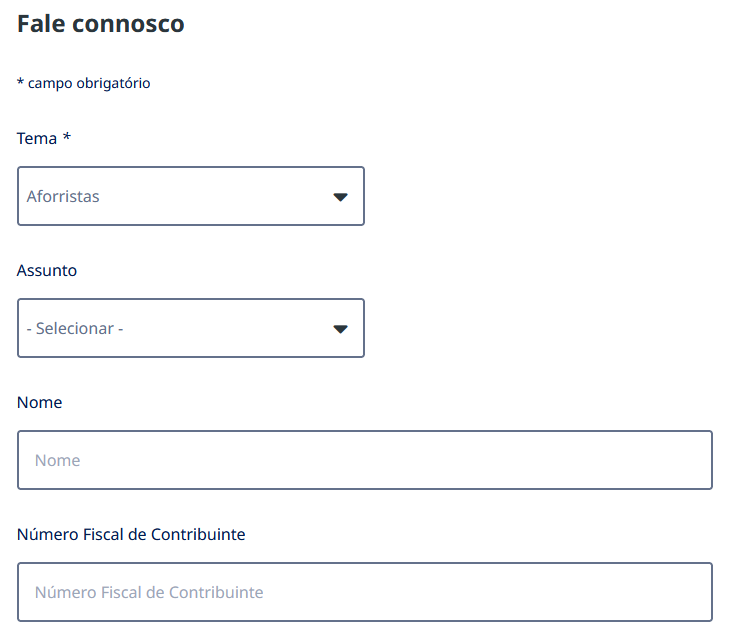 Fale connosco
* campo obrigatório
Tema *
Aforristas
Assunto
- Selecionar -
Nome
Nome
Número Fiscal de Contribuinte
Número Fiscal de Contribuinte